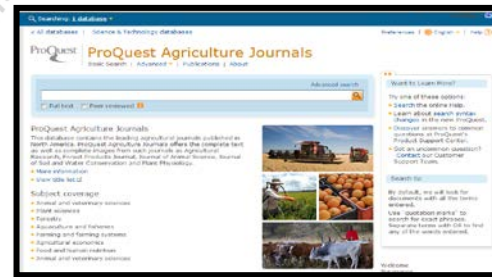 Searching: 1 database
All databases | Science & Technology databases
Preferences | English | Help
ProQuest
ProQuest Agriculture Journals
Basic Search | Advanced | Publications | About
Advanced search
Full text
Peer reviewed
ProQuest Agriculture Journals
This database contains the leading agricultural journals published in
North America. ProQuest Agriculture Journals offers the complete text
as well as complete images from such journals as Agricultural
Research, Forest Products Journal, Journal of Animal Science, Journal
of Soil and Water Conservation and Plant Physiology.
More information
View title list
Subject coverage
Animal and veterinary sciences
Plant sciences
Forestry
Aquaculture and fisheries
Farming and farming systems
Agricultural economics
Food and human nutrition
Animal and veterinary sciences
Want to Learn More?
Try one of these options:
Search the online Help.
Learn about search syntax
changes in the new ProQuest.
Discover answers to common
questions at ProQuest's
Product Support Center.
Got an uncommon question?
Contact our Customer
Support Team.
Search tip
By default, we will look for
documents with all the terms
entered.
Use "quotation marks" to
search for exact phrases.
Separate terms with OR to find
any of the words entered.
Welcome